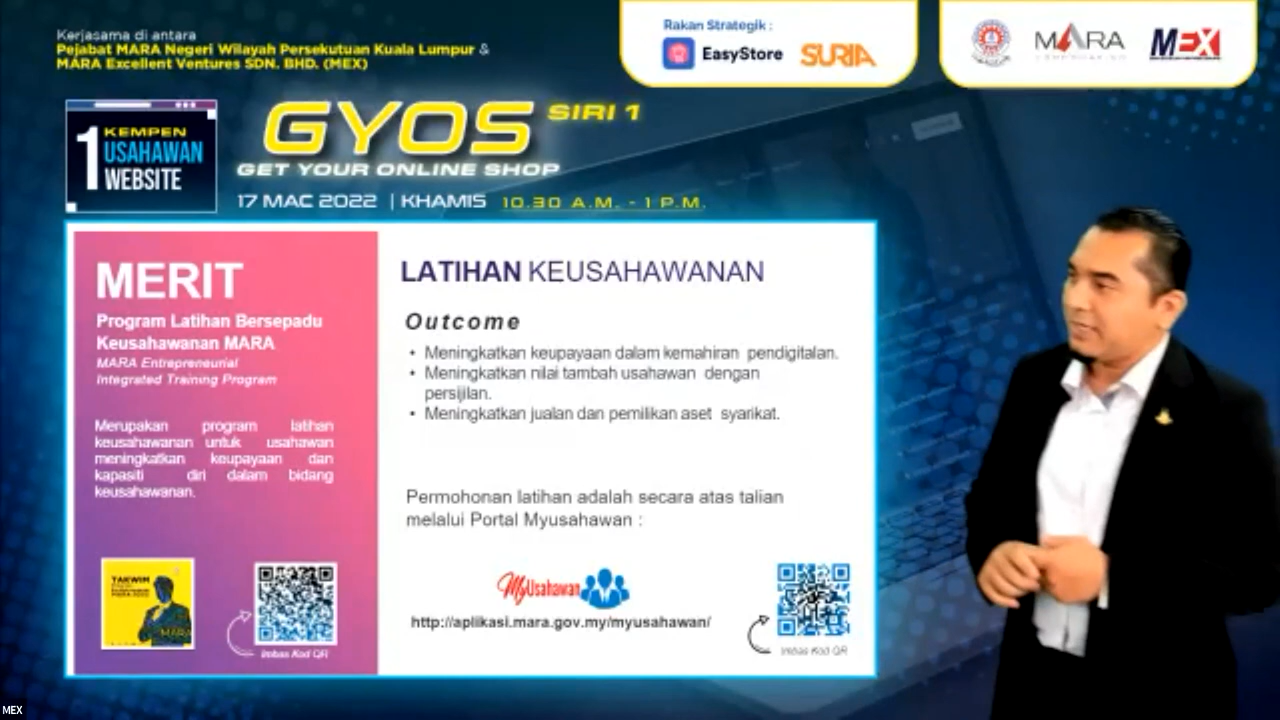 Kerjasama di antara
Pejabat MARA Negeri Wilayah Persekutuan Kuala Lumpur &
MARA Excellent Ventures SDN. BHD. (MEX)
Rakan Strategik :
EasyStore
SURIA
MARA
CORPORATION
MEX
1 KEMPEN
USAHAWAN
WEBSITE
GYOS SIRI 1
GET YOUR ONLINE SHOP
17 MAC 2022 | KHAMIS 10.30 A.M. - 1 P.M.
MERIT
Program Latihan Bersepadu
Keusahawanan MARA
MARA Entrepreneurial
Integrated Training Program
Merupakan program latihan
keusahawanan untuk usahawan
meningkatkan keupayaan dan
kapasiti diri dalam bidang
keusahawanan.
TAKWIM
MARA
Imbas Kod QR
LATIHAN KEUSAHAWANAN
Outcome
• Meningkatkan keupayaan dalam kemahiran pendigitalan.
• Meningkatkan nilai tambah usahawan dengan
persijilan.
• Meningkatkan jualan dan pemilikan aset syarikat.
Permohonan latihan adalah secara atas talian
melalui Portal Myusahawan :
MyUsahawan
http://aplikasi.mara.gov.my/myusahawan/
Imbas Kod QR
MEX